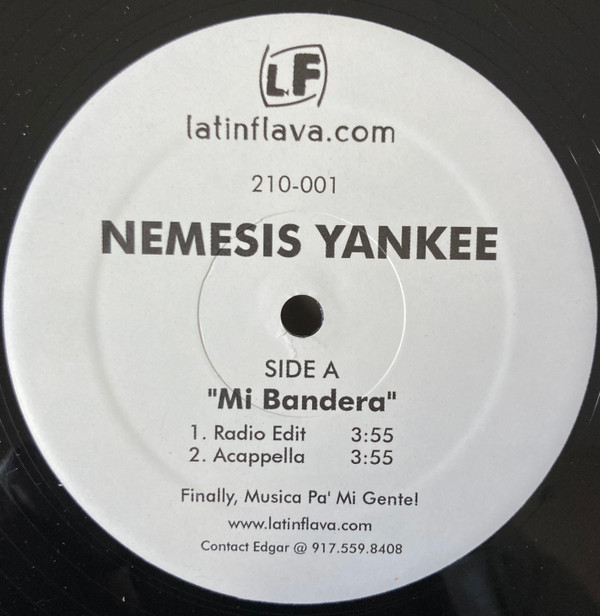 LF
latinflava.com
210-001
NEMESIS YANKEE
SIDE A
"Mi Bandera"
1. Radio Edit 3:55
2. Acappella 3:55
Finally, Musica Pa' Mi Gente!
www.latinflava.com
Contact Edgar @ 917.559.8408